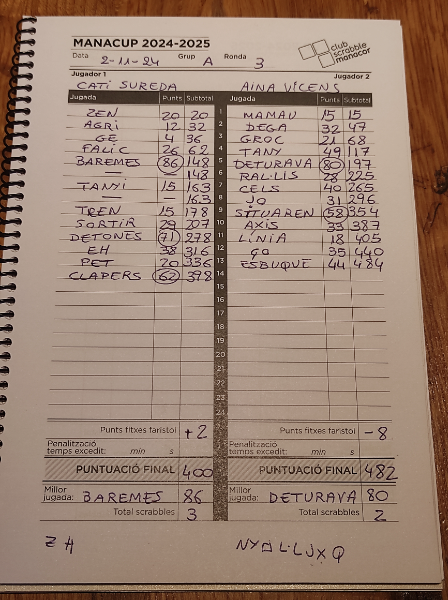 MANACUP 2024-2025
club scrabble manacor
Data 2-11-24 Grup A Ronda 3
Jugador 1 Jugador 2
CATI SUREDA AINA VICENS
Jugada Punts Subtotal Jugada Punts Subtotal
ZEN 20 20 1 MAMAU 15 15
AGRI 12 32 2 DEGA 32 47
GE 4 36 3 GROC 21 68
FALIC 26 62 4 TANY 49 117
BAREMES 86 148 5 DETURAVA 80 197
— 148 6 RAL·LIS 28 225
TANYI 15 163 7 CELS 40 265
— 163 8 JO 31 296
TREN 15 178 9 SITUAREN 58 354
SORTIR 29 207 10 AXIS 33 387
DETONES 71 278 11 LINIA 18 405
EH 38 316 12 GO 35 440
PET 20 336 13 ESBUQUE 44 484
CLAPERS 62 398 14
15
16
17
18
19
20
21
22
23
24
Punts fitxes faristol +2 Punts fitxes faristol -8
Penalització temps excedit: min s Penalització temps excedit: min s
PUNTUACIÓ FINAL 400 PUNTUACIÓ FINAL 482
Millor jugada: BAREMES 86 Millor jugada: DETURAVA 80
Total scrabbles 3 Total scrabbles 2